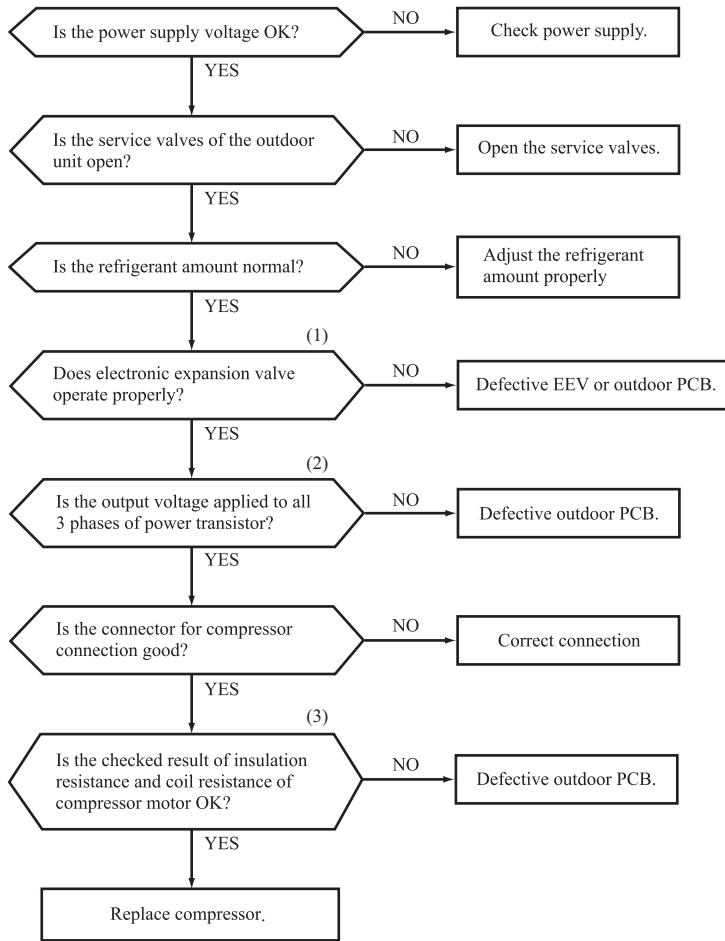 Is the power supply voltage OK?
NO
Check power supply.
YES
Is the service valves of the outdoor
unit open?
NO
Open the service valves.
YES
Is the refrigerant amount normal?
NO
Adjust the refrigerant
amount properly
YES
(1)
Does electronic expansion valve
operate properly?
NO
Defective EEV or outdoor PCB.
YES
(2)
Is the output voltage applied to all
3 phases of power transistor?
NO
Defective outdoor PCB.
YES
Is the connector for compressor
connection good?
NO
Correct connection
YES
(3)
Is the checked result of insulation
resistance and coil resistance of
compressor motor OK?
NO
Defective outdoor PCB.
YES
Replace compressor.